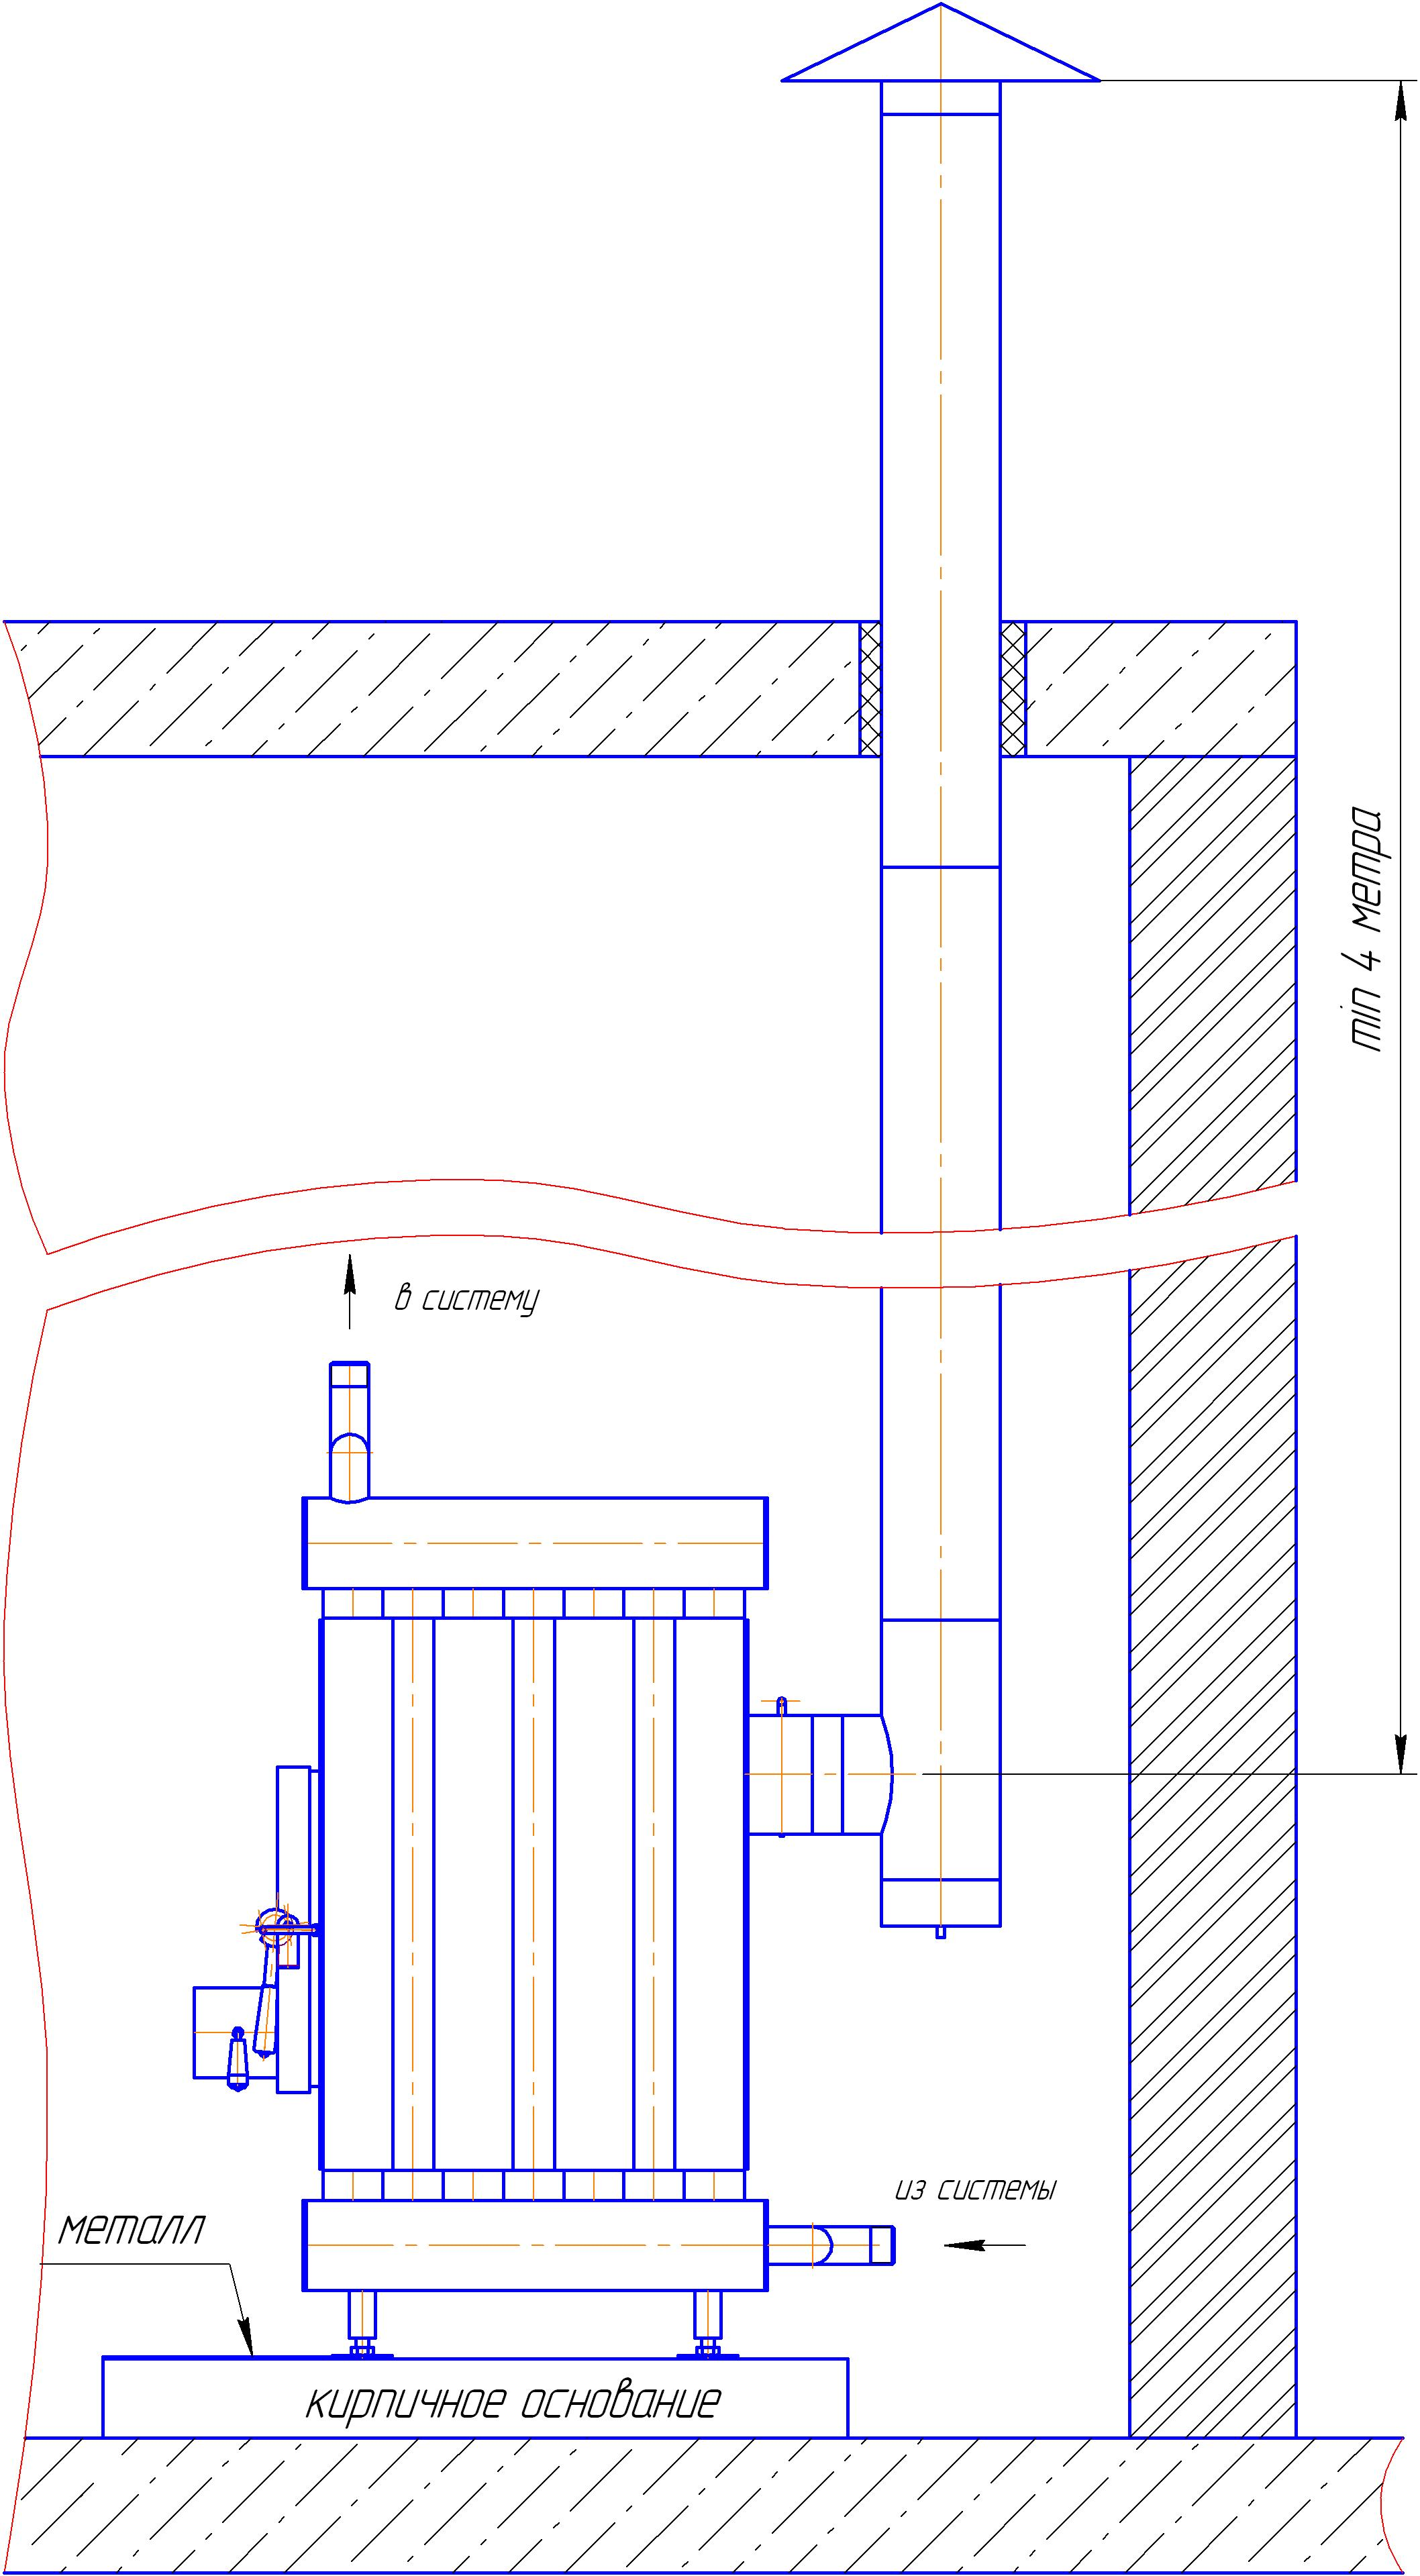 min 4 метра
в систему
из системы
металл
кирпичное основание